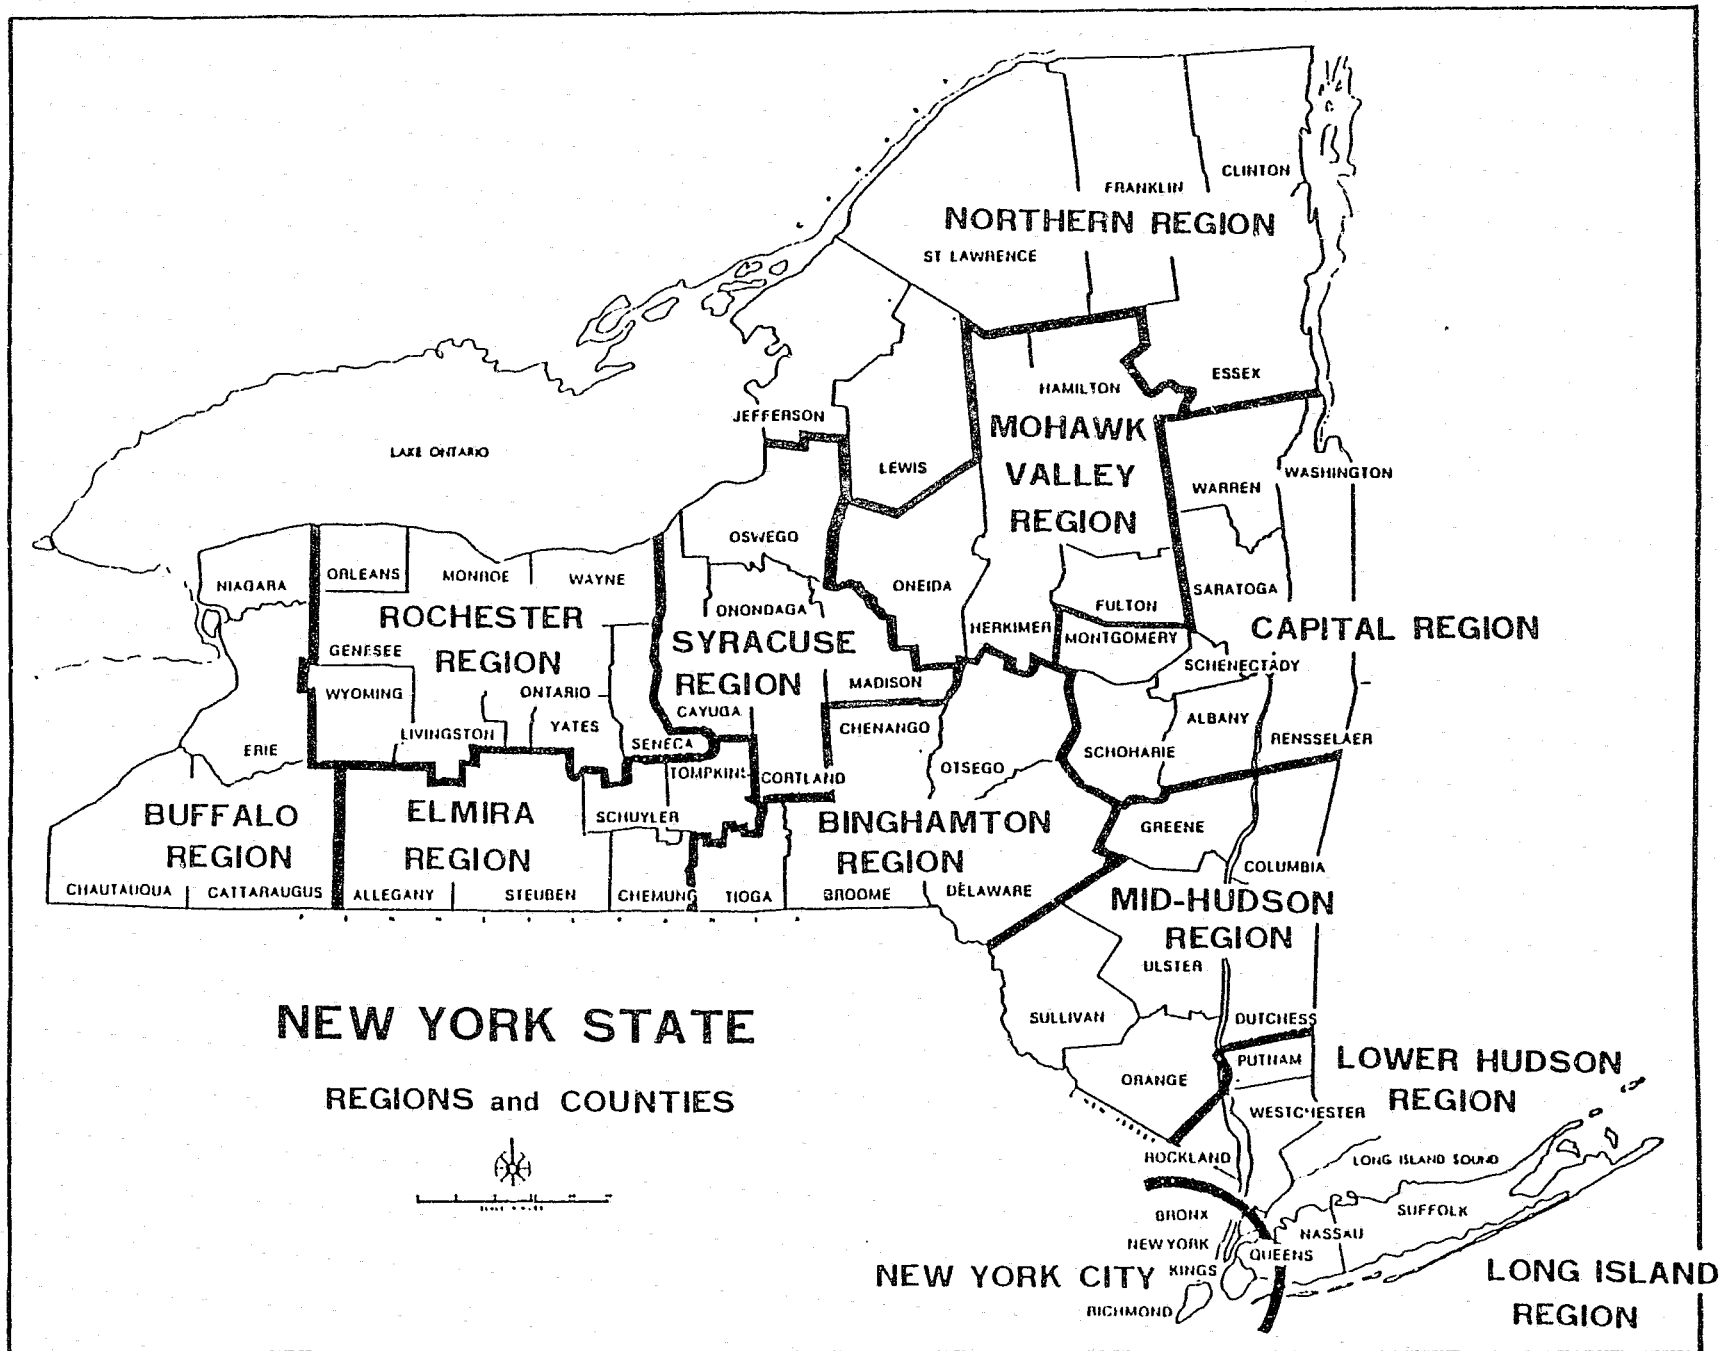 CLINTON
FRANKLIN
NORTHERN REGION
ST LAWRENCE
ESSEX
HAMILTON
JEFFERSON
MOHAWK
VALLEY
REGION
LAKE ONTARIO
LEWIS
WASHINGTON
WARREN
OSWEGO
ONEIDA
SARATOGA
NIAGARA
ORLEANS
MONROE
WAYNE
ROCHESTER
REGION
ONONDAGA
SYRACUSE
REGION
FULTON
HERKIMER
MONTGOMERY
CAPITAL REGION
SCHENECTADY
GENESEE
WYOMING
ONTARIO
LIVINGSTON
YATES
SENECA
CAYUGA
MADISON
CHENANGO
ALBANY
RENSSELAER
SCHOHARIE
OTSEGO
ERIE
TOMPKINS
CORTLAND
BUFFALO
REGION
ELMIRA
REGION
SCHUYLER
BINGHAMTON
REGION
GREENE
COLUMBIA
CHAUTAUQUA
CATTARAUGUS
ALLEGANY
STEUBEN
CHEMUNG
TIOGA
BROOME
DELAWARE
MID-HUDSON
REGION
ULSTER
SULLIVAN
DUTCHESS
NEW YORK STATE
REGIONS and COUNTIES
PUTNAM
LOWER HUDSON
REGION
ORANGE
WESTCHESTER
ROCKLAND
LONG ISLAND SOUND
BRONX
SUFFOLK
NEW YORK
NASSAU
QUEENS
NEW YORK CITY
KINGS
RICHMOND
LONG ISLAND
REGION